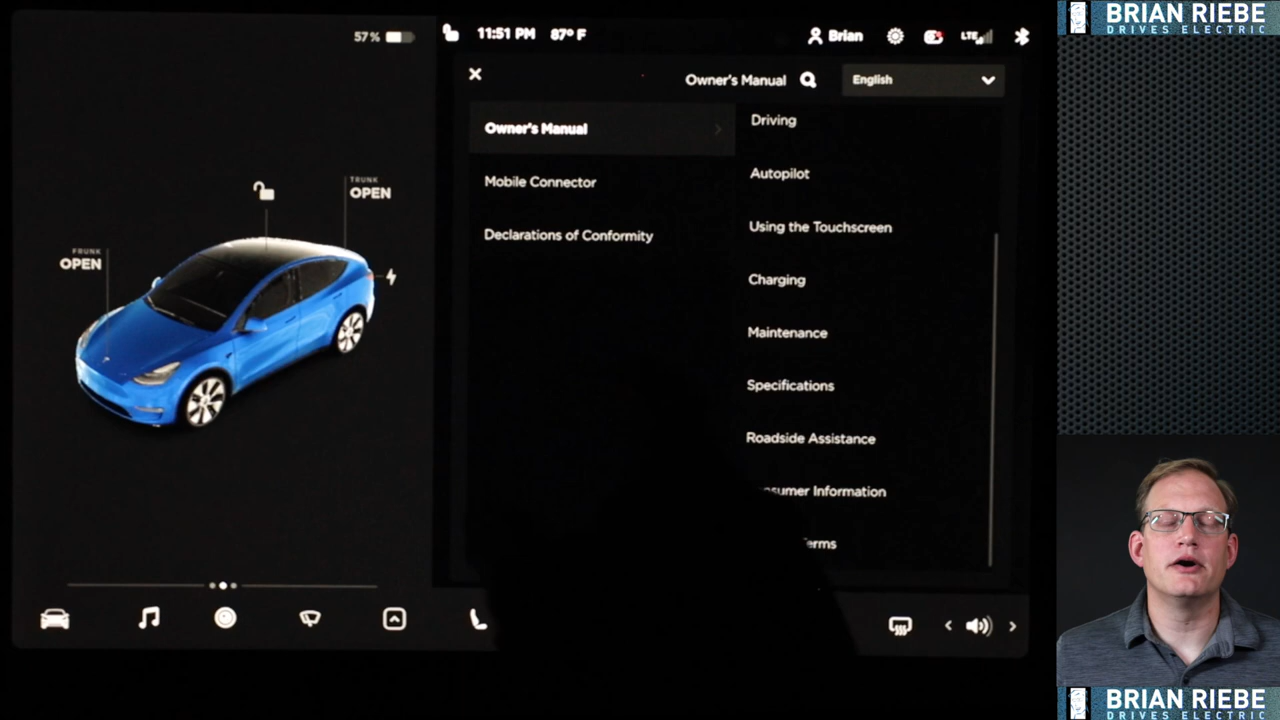 57%
11:51 PM 87° F
Brian
LTE
Owner's Manual
English
Owner's Manual
Mobile Connector
Declarations of Conformity
Driving
Autopilot
Using the Touchscreen
Charging
Maintenance
Specifications
Roadside Assistance
Information
TRUNK
OPEN
FRUNK
OPEN
BRIAN RIEBE
DRIVES ELECTRIC
BRIAN RIEBE
DRIVES ELECTRIC